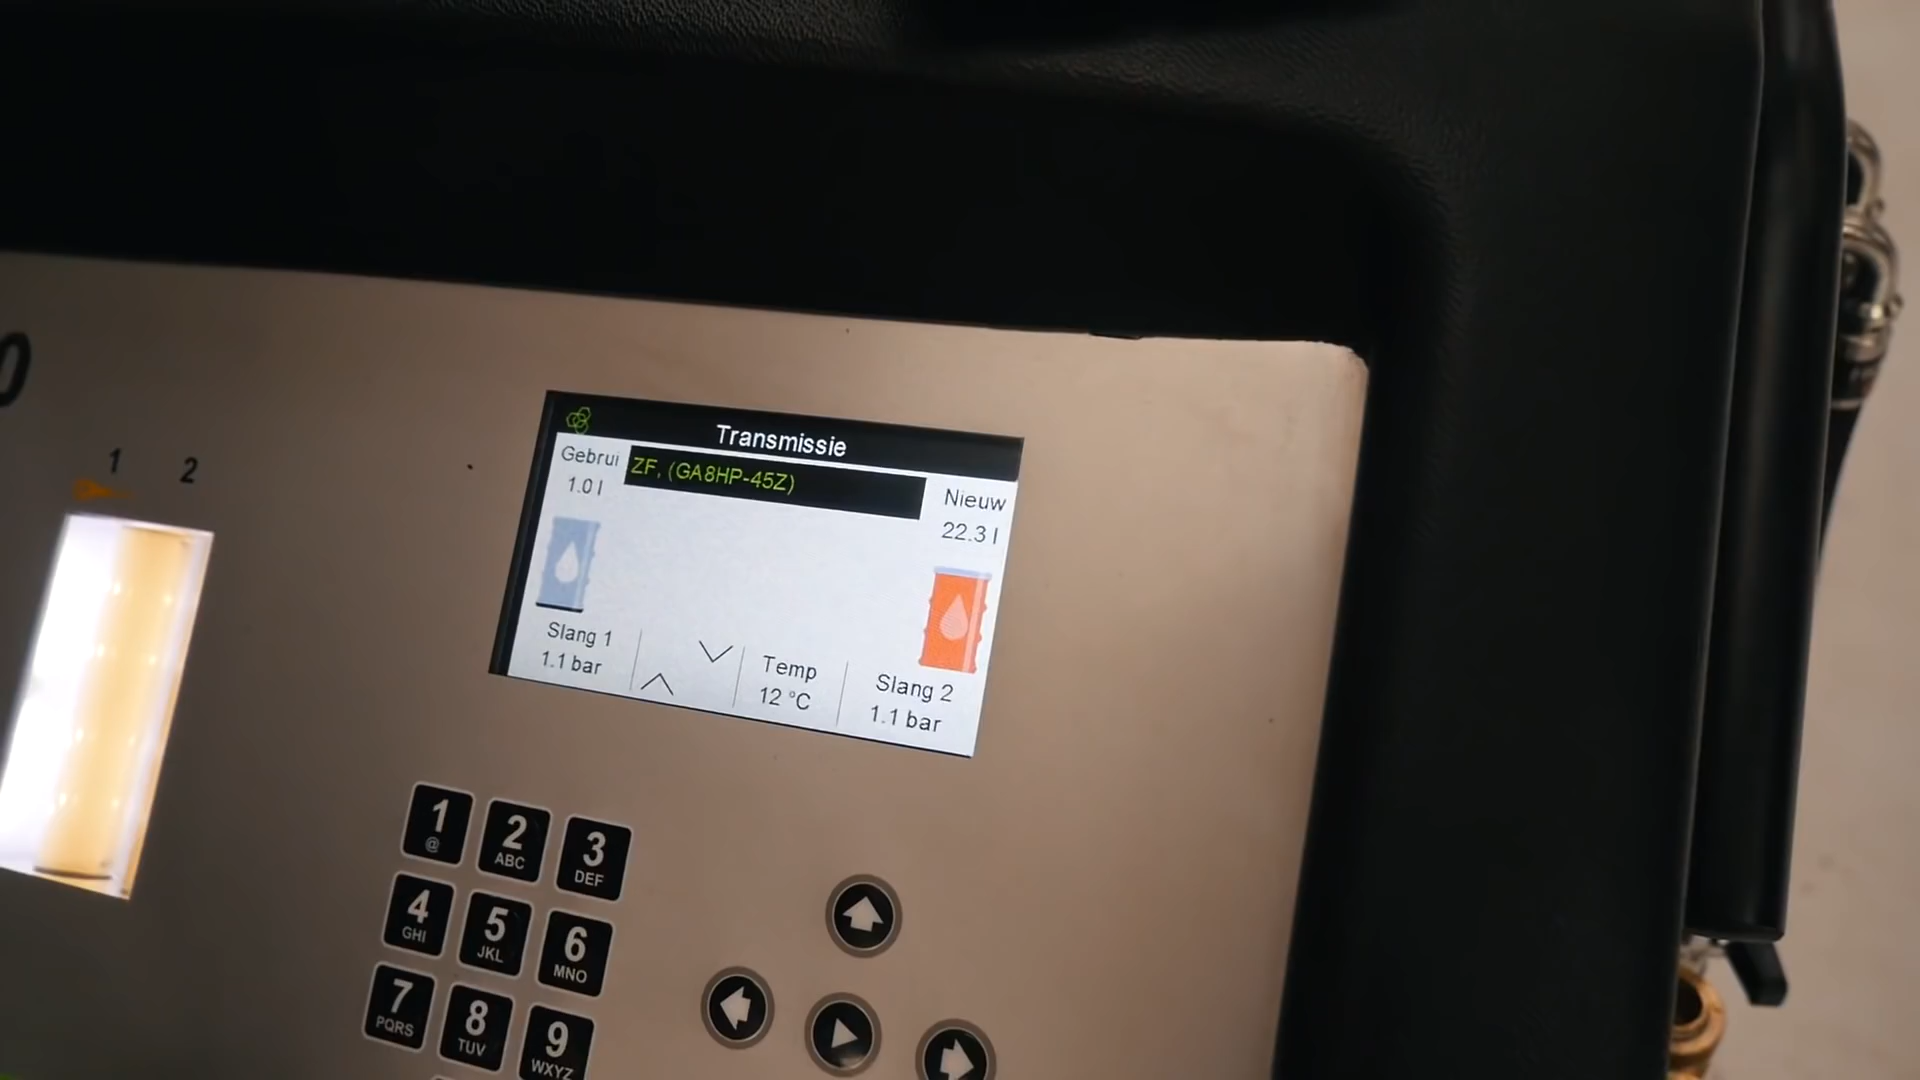 0
1 2
Transmissie
Gebrui
ZF, (GA8HP-45Z)
Nieuw
1.0 l
22.3 l
Slang 1
1.1 bar
Temp
12 °C
Slang 2
1.1 bar
1
@
2
ABC
3
DEF
4
GHI
5
JKL
6
MNO
7
PQRS
8
TUV
9
WXYZ